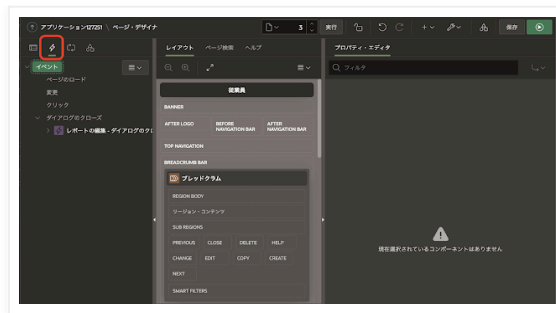 アプリケーション127251 \ ページ・デザイナ
3
実行
保存
レイアウト ページ検索 ヘルプ
プロパティ・エディタ
イベント
ページのロード
変更
クリック
ダイアログのクローズ
レポートの編集 - ダイアログのクロ
フィルタ
従業員
BANNER
AFTER LOGO
BEFORE NAVIGATION BAR
AFTER NAVIGATION BAR
TOP NAVIGATION
BREADCRUMB BAR
ブレッドクラム
REGION BODY
リージョン・コンテンツ
SUB REGIONS
PREVIOUS CLOSE DELETE HELP
CHANGE EDIT COPY CREATE
NEXT
SMART FILTERS
現在選択されているコンポーネントはありません